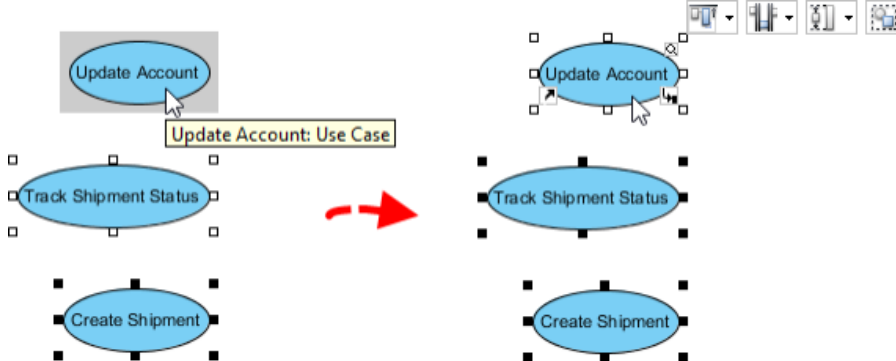 Update Account
Update Account: Use Case
Track Shipment Status
Create Shipment
Update Account
Track Shipment Status
Create Shipment